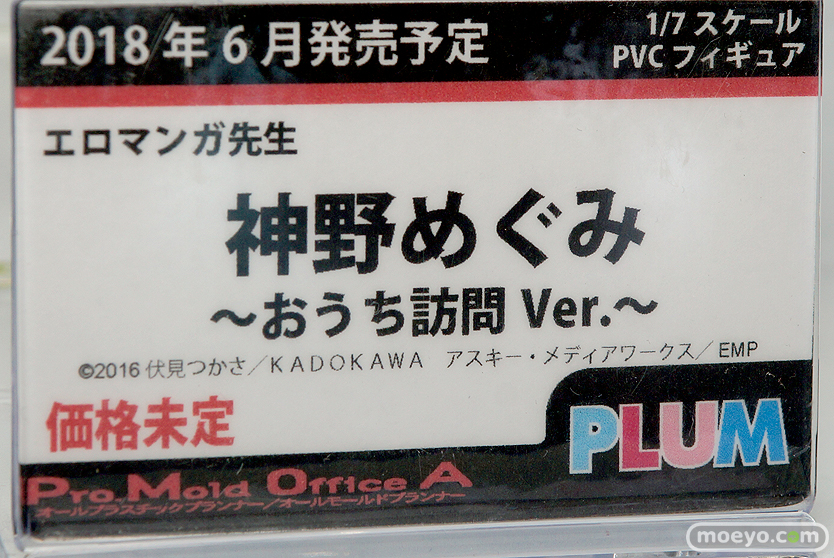 2018年6月発売予定
1/7スケール
PVCフィギュア
エロマンガ先生
神野めぐみ
～おうち訪問 Ver.～
©2016 伏見つかさ／KADOKAWA アスキー・メディアワークス／EMP
価格未定
PLUM
Pro Mold Office A
オールプラスチックプランナー/オールモールドプランナー
moeyo.com